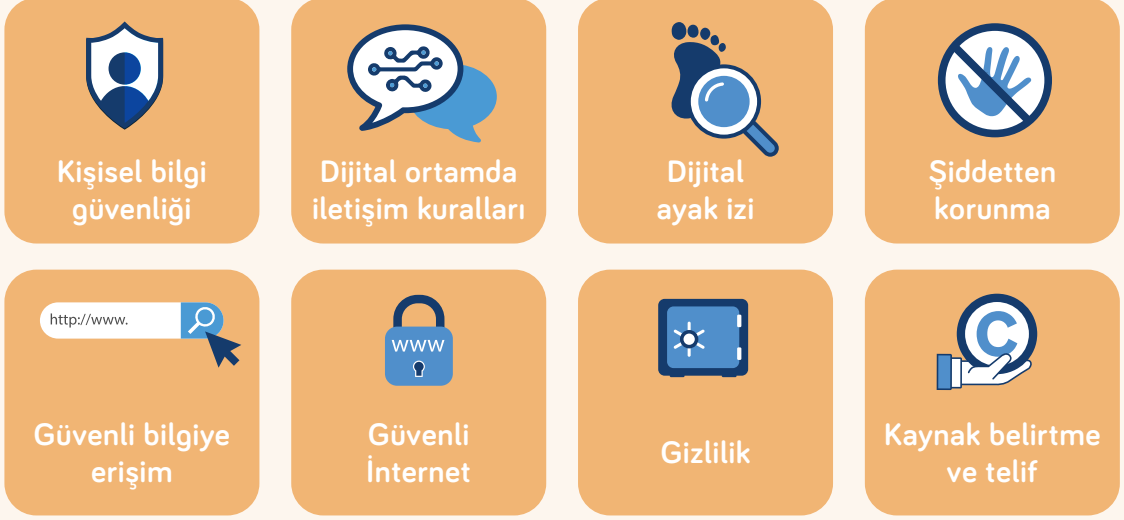 Kişisel bilgi
güvenliği
Dijital ortamda
iletişim kuralları
Dijital
ayak izi
Şiddetten
korunma
http://www.
Güvenli bilgiye
erişim
www
Güvenli
İnternet
Gizlilik
C
Kaynak belirtme
ve telif